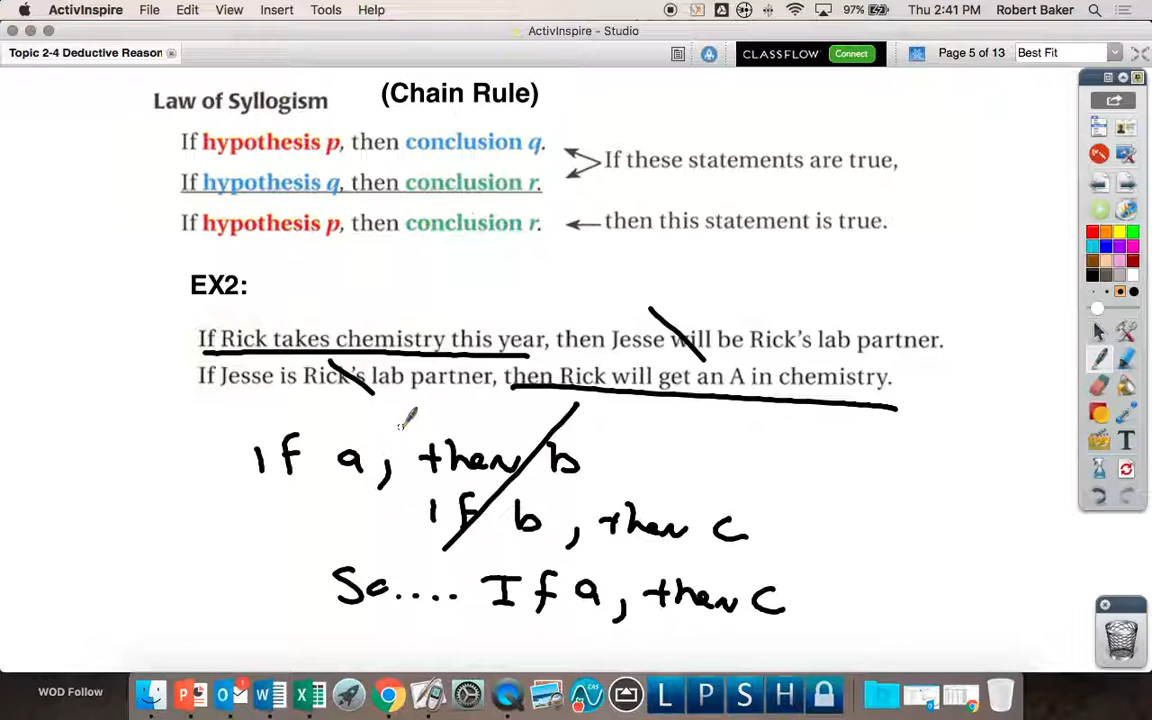 ActivInspire File Edit View Insert Tools Help 97% Thu 2:41 PM Robert Baker
ActivInspire - Studio
Topic 2-4 Deductive Reason CLASSFLOW Connect Page 5 of 13 Best Fit
Law of Syllogism (Chain Rule)
If hypothesis p, then conclusion q.
If these statements are true,
If hypothesis q, then conclusion r.
If hypothesis p, then conclusion r. then this statement is true.
EX2:
If Rick takes chemistry this year, then Jesse will be Rick's lab partner.
If Jesse is Rick's lab partner, then Rick will get an A in chemistry.
If a, then b
If b, then c
So.... If a, then c
WOD Follow
L P S H